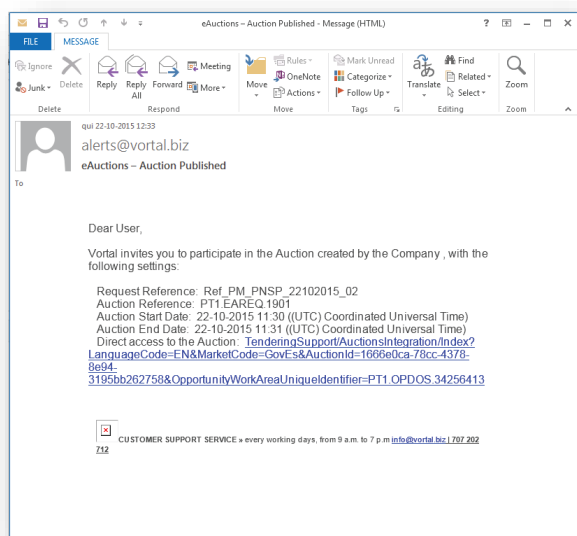 eAuctions – Auction Published - Message (HTML)
FILE MESSAGE
Ignore
Junk
Delete
Reply
Reply All
Forward
Meeting
More
Move
Rules
OneNote
Actions
Mark Unread
Categorize
Follow Up
Translate
Find
Related
Select
Zoom
Delete Respond Move Tags Editing Zoom
qui 22-10-2015 12:33
alerts@vortal.biz
eAuctions – Auction Published
To
Dear User,
Vortal invites you to participate in the Auction created by the Company , with the
following settings:
Request Reference: Ref_PM_PNSP_22102015_02
Auction Reference: PT1.EAREQ.1901
Auction Start Date: 22-10-2015 11:30 ((UTC) Coordinated Universal Time)
Auction End Date: 22-10-2015 11:31 ((UTC) Coordinated Universal Time)
Direct access to the Auction: TenderingSupport/AuctionsIntegration/Index?
LanguageCode=EN&MarketCode=GovEs&AuctionId=1666e0ca-78cc-4378-
8e94-
3195bb262758&OpportunityWorkAreaUniqueIdentifier=PT1.OPDOS.34256413
CUSTOMER SUPPORT SERVICE » every working days, from 9 a.m. to 7 p.m info@vortal.biz | 707 202
712